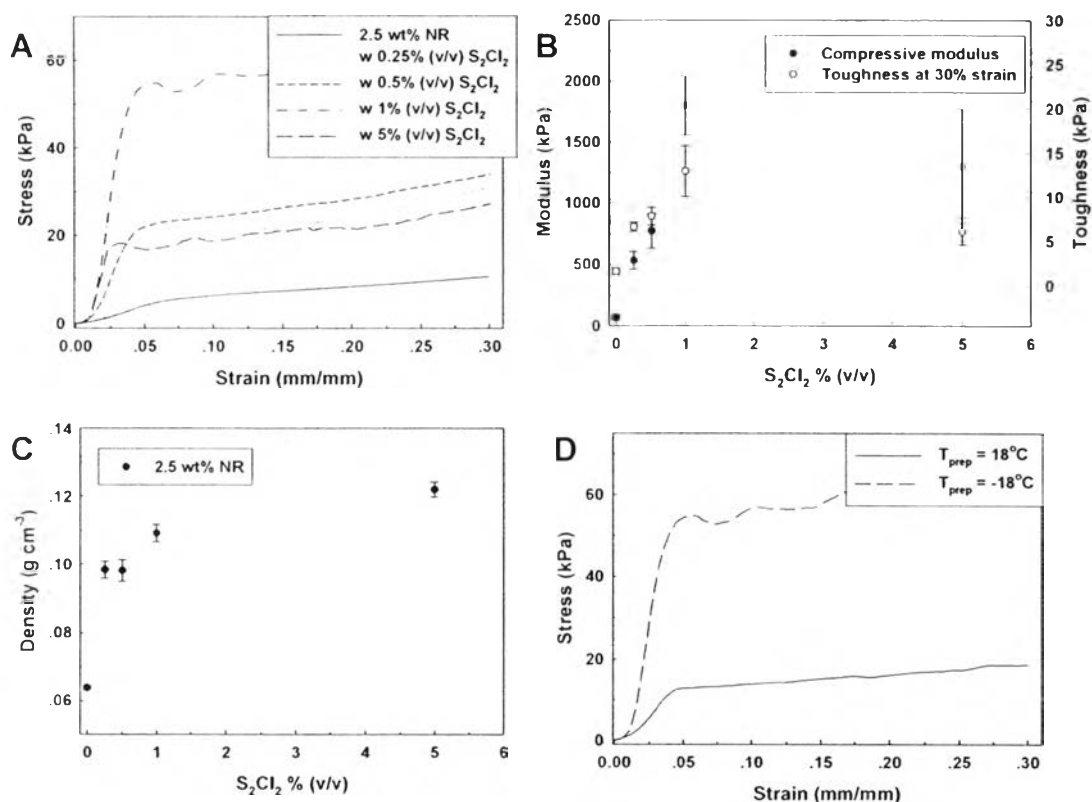 A
Stress (kPa)
60
40
20
0
2.5 wt% NR
w 0.25% (v/v) S₂Cl₂
w 0.5% (v/v) S₂Cl₂
w 1% (v/v) S₂Cl₂
w 5% (v/v) S₂Cl₂
0.00 .05 .10 .15 .20 .25 .30
Strain (mm/mm)
B
Modulus (kPa)
2500
2000
1500
1000
500
0
Compressive modulus
Toughness at 30% strain
30
25
20
15
10
5
0
Toughness (kPa)
0 1 2 3 4 5 6
S₂Cl₂ % (v/v)
C
Density (g cm⁻³)
.14
.12
.10
.08
.06
2.5 wt% NR
0 1 2 3 4 5 6
S₂Cl₂ % (v/v)
D
Stress (kPa)
60
40
20
0
Tprep = 18°C
Tprep = -18°C
0.00 .05 .10 .15 .20 .25 .30
Strain (mm/mm)